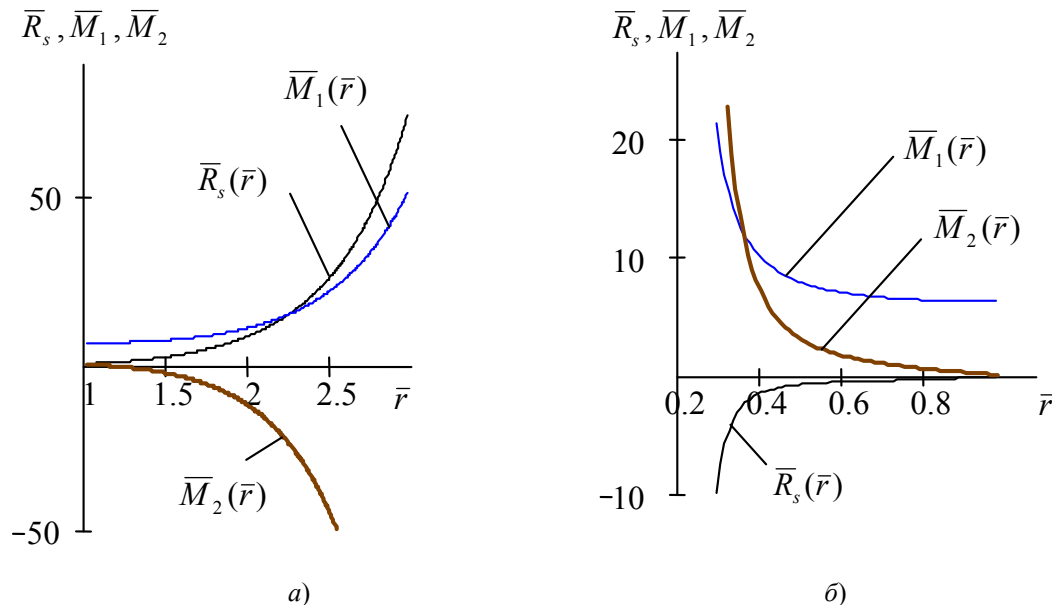 R̅ₛ, M̅₁, M̅₂
M̅₁(r̅)
R̅ₛ(r̅)
50
1 1.5 2 2.5 r̅
M̅₂(r̅)
−50
а)
R̅ₛ, M̅₁, M̅₂
20
M̅₁(r̅)
M̅₂(r̅)
10
0.2 0.4 0.6 0.8 r̅
R̅ₛ(r̅)
−10
б)